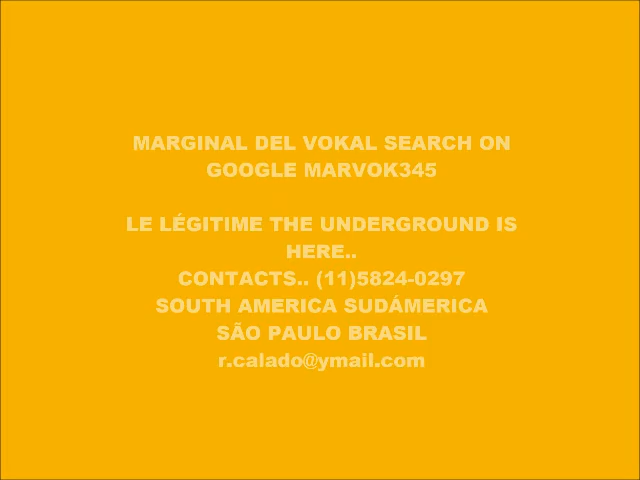 MARGINAL DEL VOKAL SEARCH ON
GOOGLE MARVOK345
LE LÉGITIME THE UNDERGROUND IS
HERE..
CONTACTS.. (11)5824-0297
SOUTH AMERICA SUDÁMERICA
SÃO PAULO BRASIL
r.calado@ymail.com